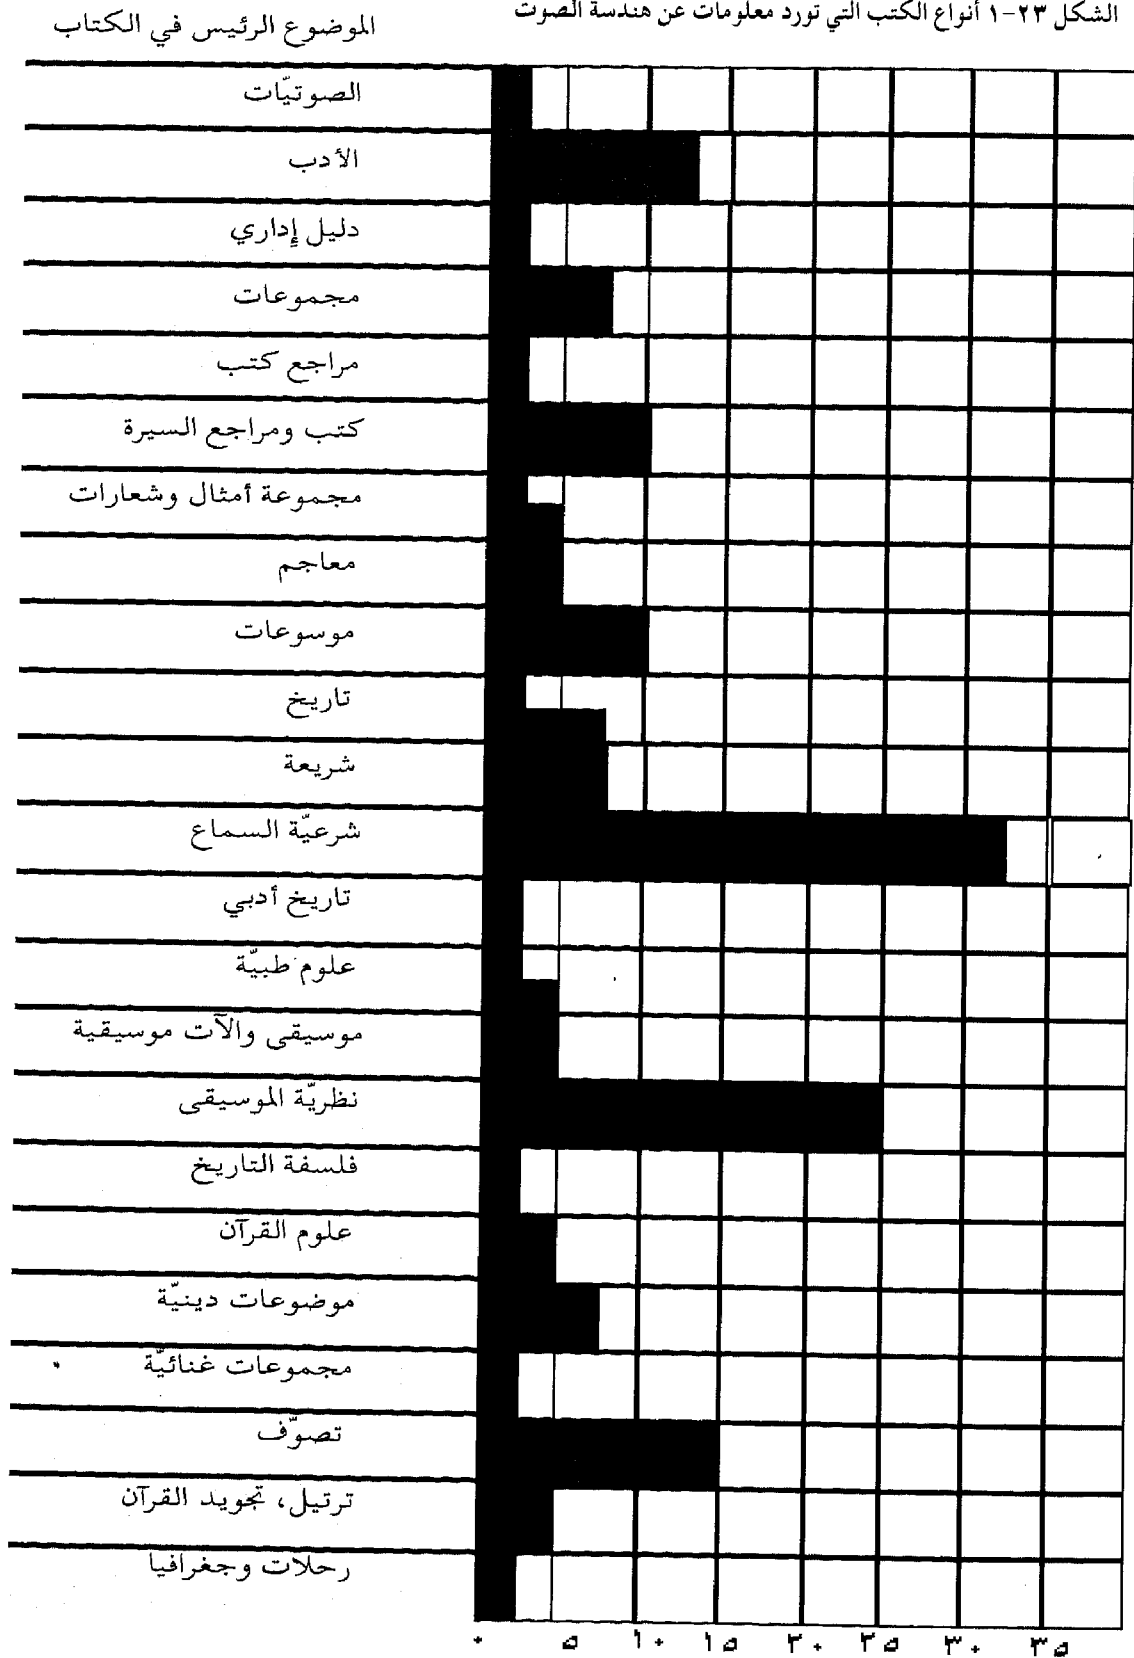 الشكل ٢٣-١ أنواع الكتب التي تورد معلومات عن هندسة الصوت
الموضوع الرئيس في الكتاب
الصوتيّات
الأدب
دليل إداري
مجموعات
مراجع كتب
كتب ومراجع السيرة
مجموعة أمثال وشعارات
معاجم
موسوعات
تاريخ
شريعة
شرعيّة السماع
تاريخ أدبي
علوم طبيّة
موسيقى والآت موسيقية
نظريّة الموسيقى
فلسفة التاريخ
علوم القرآن
موضوعات دينيّة
مجموعات غنائيّة
تصوّف
ترتيل، تجويد القرآن
رحلات وجغرافيا
٠ ٥ ١٠ ١٥ ٢٠ ٢٥ ٣٠ ٣٥